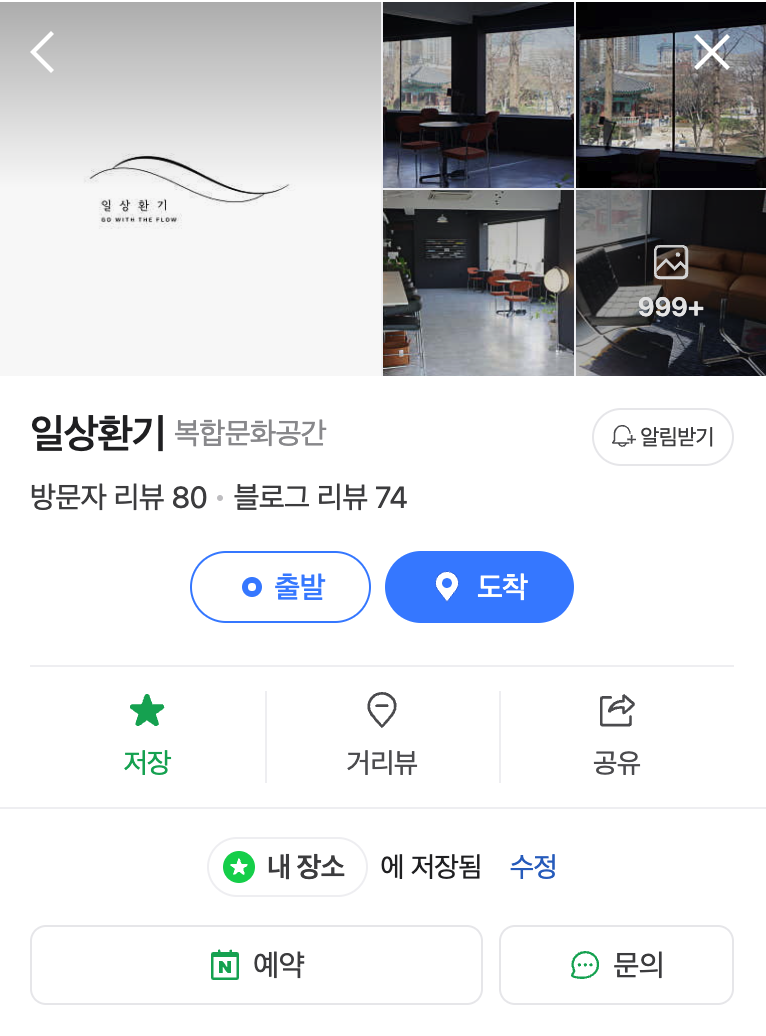 일상환기
GO WITH THE FLOW
999+
일상환기 복합문화공간
알림받기
방문자 리뷰 80 • 블로그 리뷰 74
출발
도착
저장
거리뷰
공유
내 장소 에 저장됨 수정
N 예약
문의